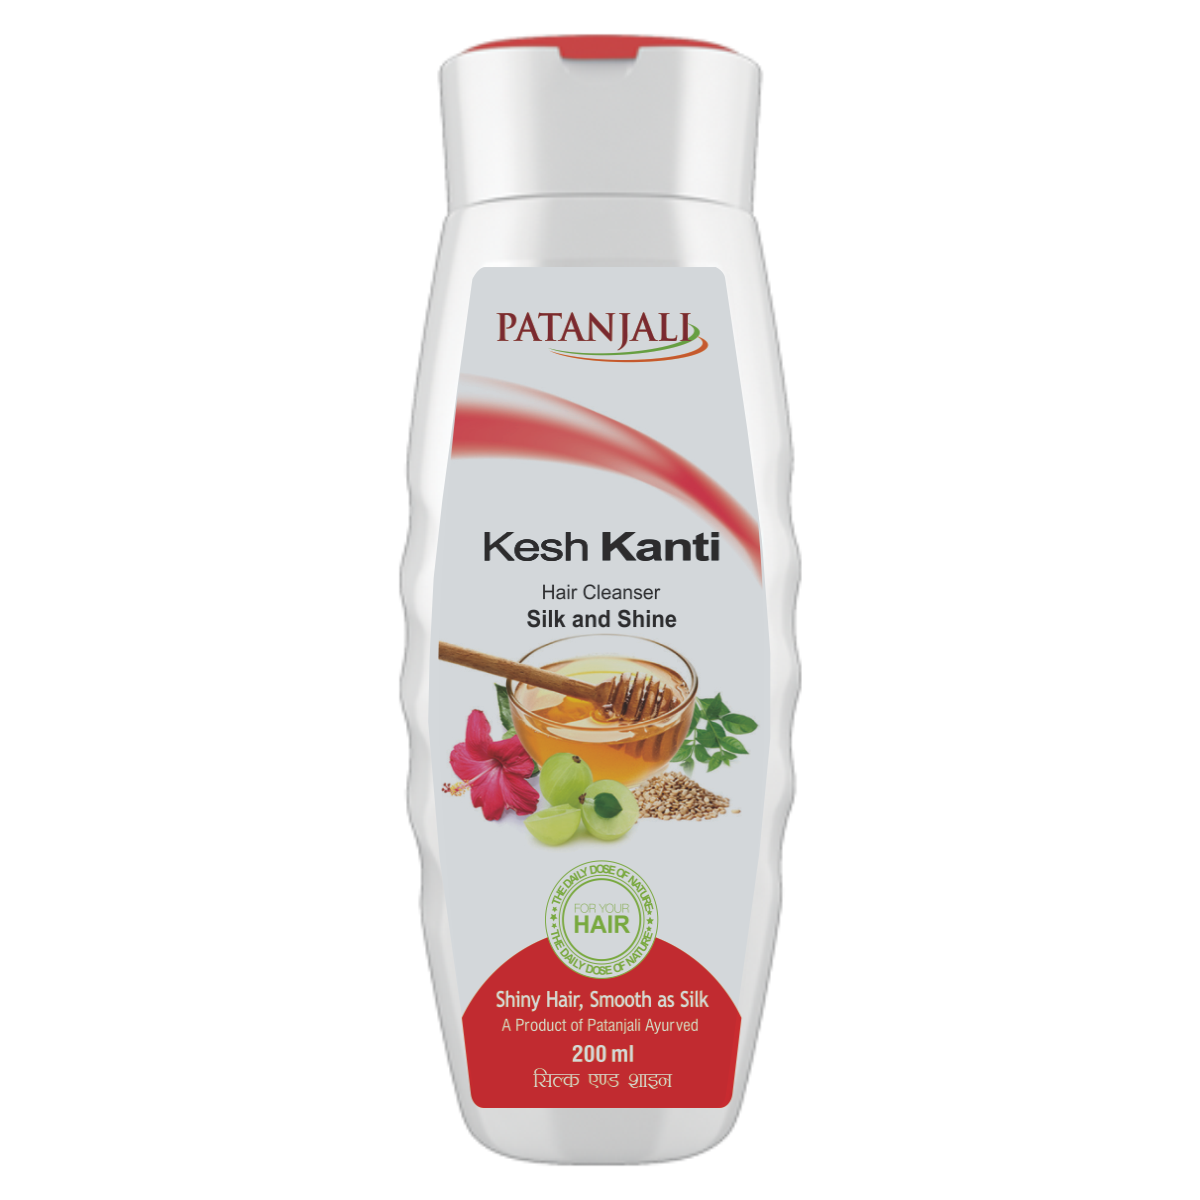 PATANJALI
Kesh Kanti
Hair Cleanser
Silk and Shine
THE DAILY DOSE OF NATURE
FOR YOUR
HAIR
THE DAILY DOSE OF NATURE
Shiny Hair, Smooth as Silk
A Product of Patanjali Ayurved
200 ml
सिल्क एण्ड शाइन